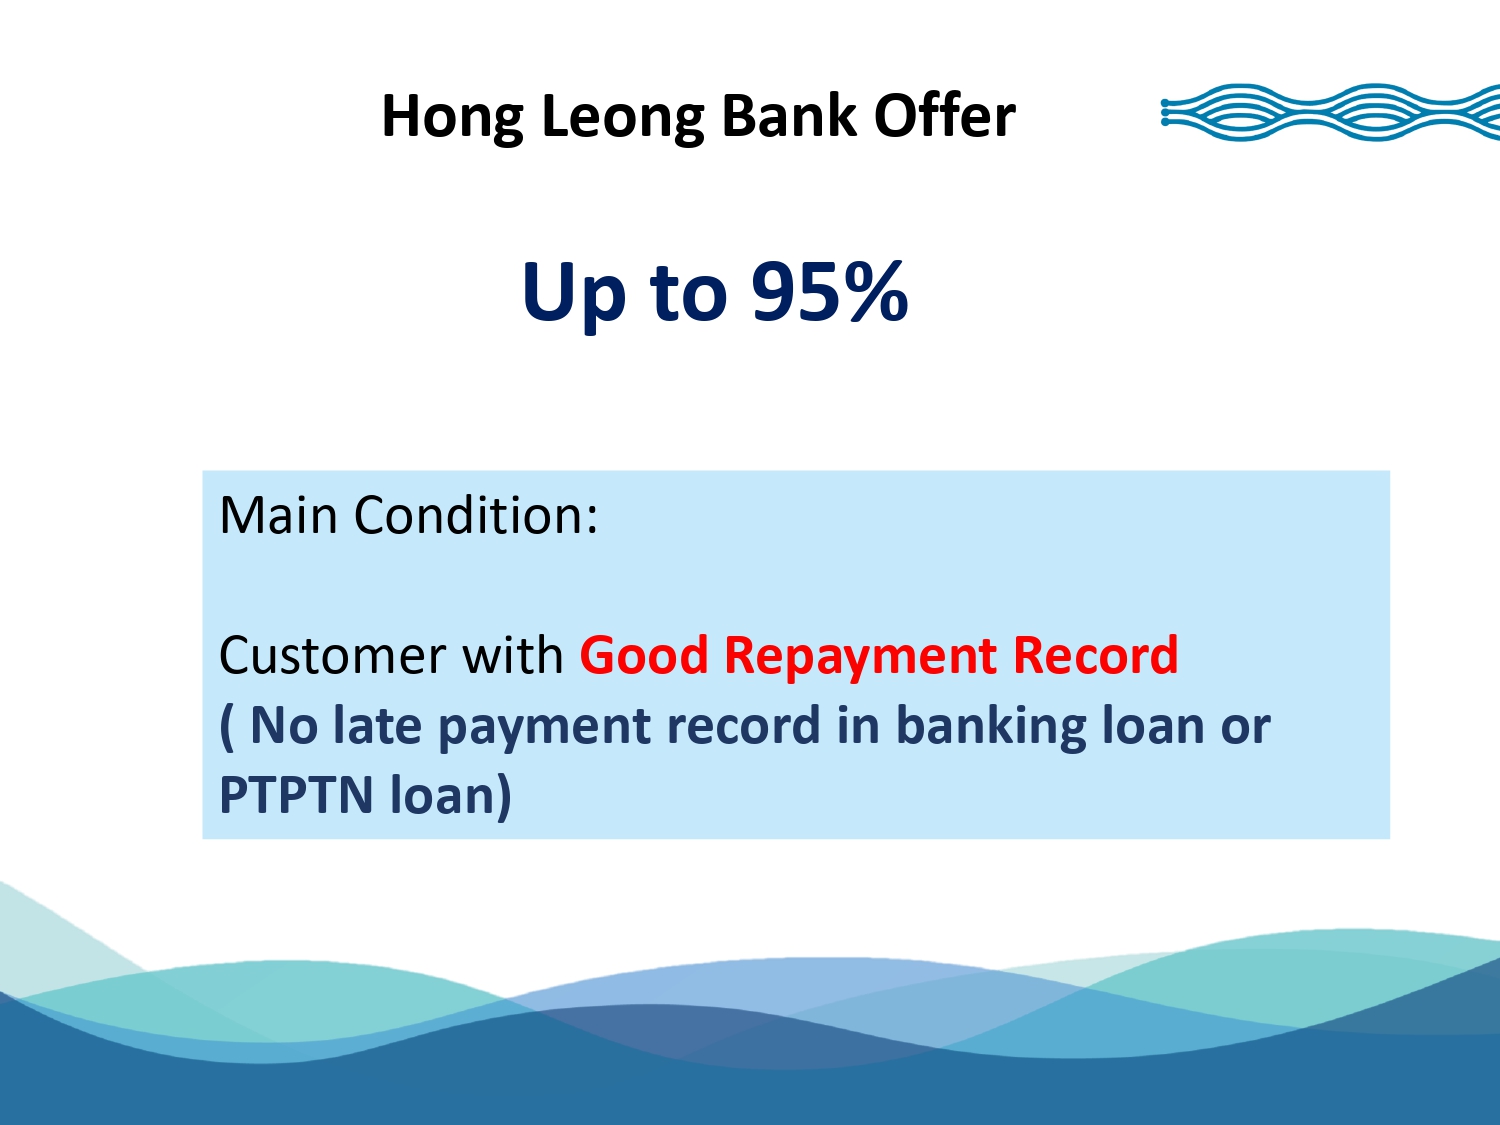 Hong Leong Bank Offer
Up to 95%
Main Condition:
Customer with Good Repayment Record
( No late payment record in banking loan or
PTPTN loan)